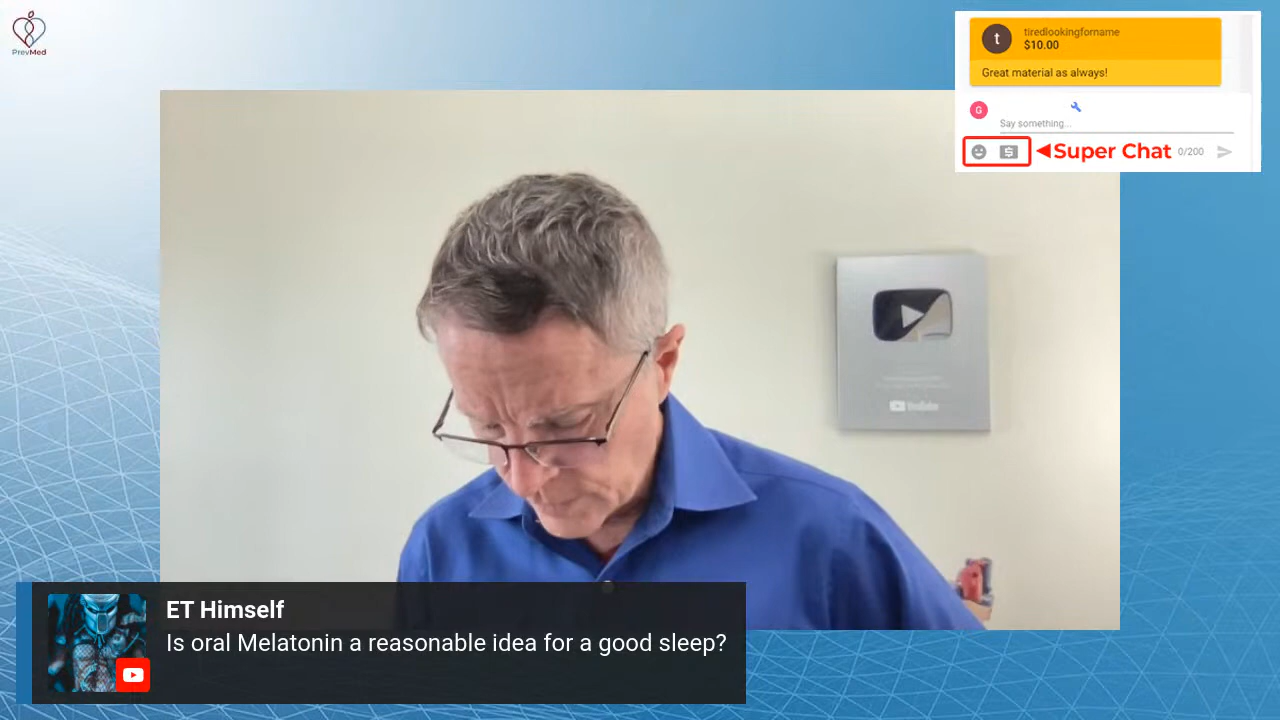 PrevMed
t
tiredlookingforname
$10.00
Great material as always!
G
Say something...
Super Chat
0/200
YouTube
ET Himself
Is oral Melatonin a reasonable idea for a good sleep?